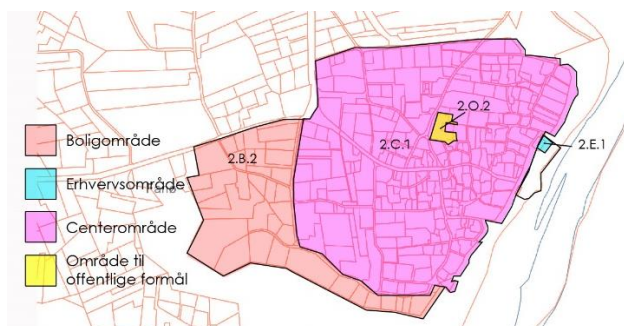 2.O.2
2.C.1
2.E.1
2.B.2
Boligområde
Erhvervsområde
Centerområde
Område til
offentlige formål